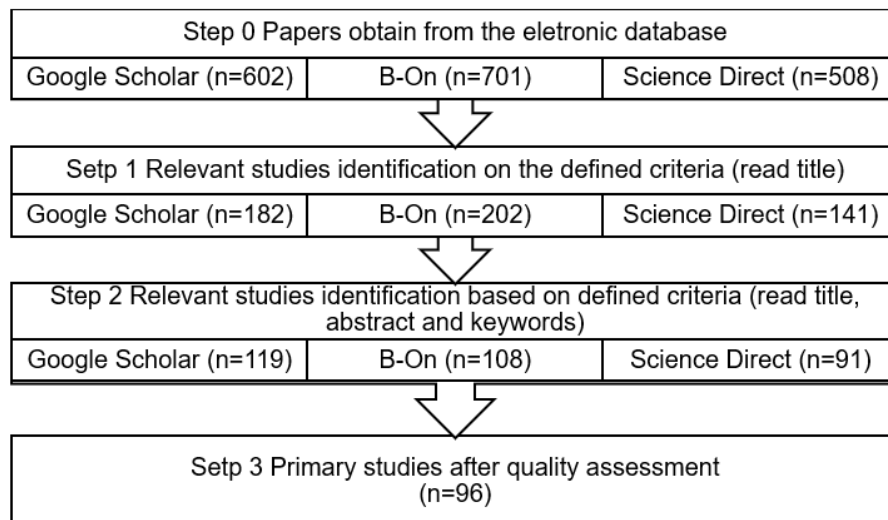 Step 0 Papers obtain from the eletronic database
Google Scholar (n=602) B-On (n=701) Science Direct (n=508)
Setp 1 Relevant studies identification on the defined criteria (read title)
Google Scholar (n=182) B-On (n=202) Science Direct (n=141)
Step 2 Relevant studies identification based on defined criteria (read title,
abstract and keywords)
Google Scholar (n=119) B-On (n=108) Science Direct (n=91)
Setp 3 Primary studies after quality assessment
(n=96)